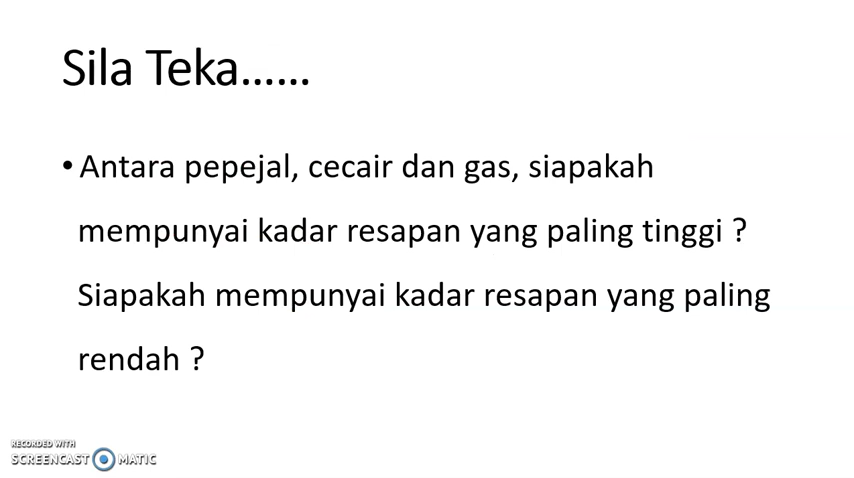 Sila Teka......
• Antara pepejal, cecair dan gas, siapakah
mempunyai kadar resapan yang paling tinggi ?
Siapakah mempunyai kadar resapan yang paling
rendah ?
RECORDED WITH
SCREENCAST MATIC